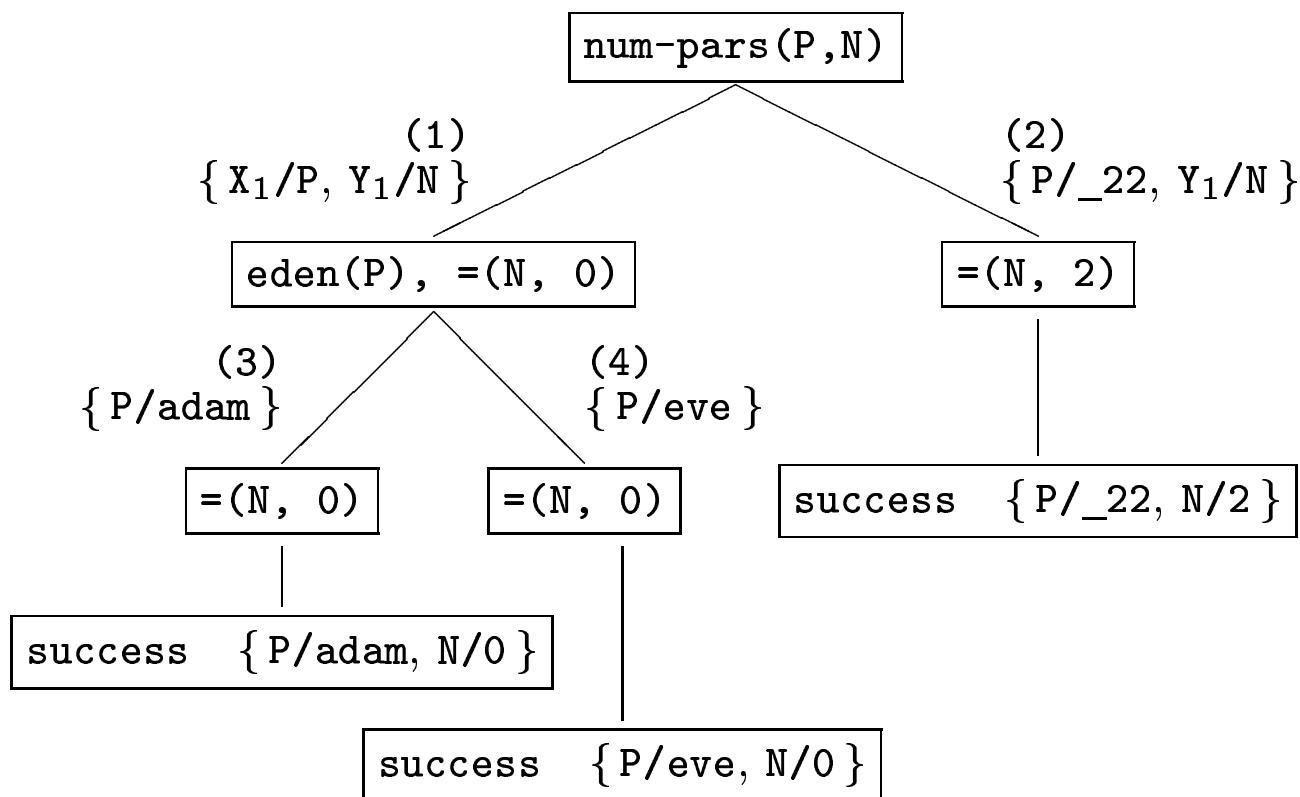 num-pars(P,N)
(1)
{ X₁/P, Y₁/N }
(2)
{ P/_22, Y₁/N }
eden(P), =(N, 0)
=(N, 2)
(3)
{ P/adam }
(4)
{ P/eve }
=(N, 0)
=(N, 0)
success { P/_22, N/2 }
success { P/adam, N/0 }
success { P/eve, N/0 }